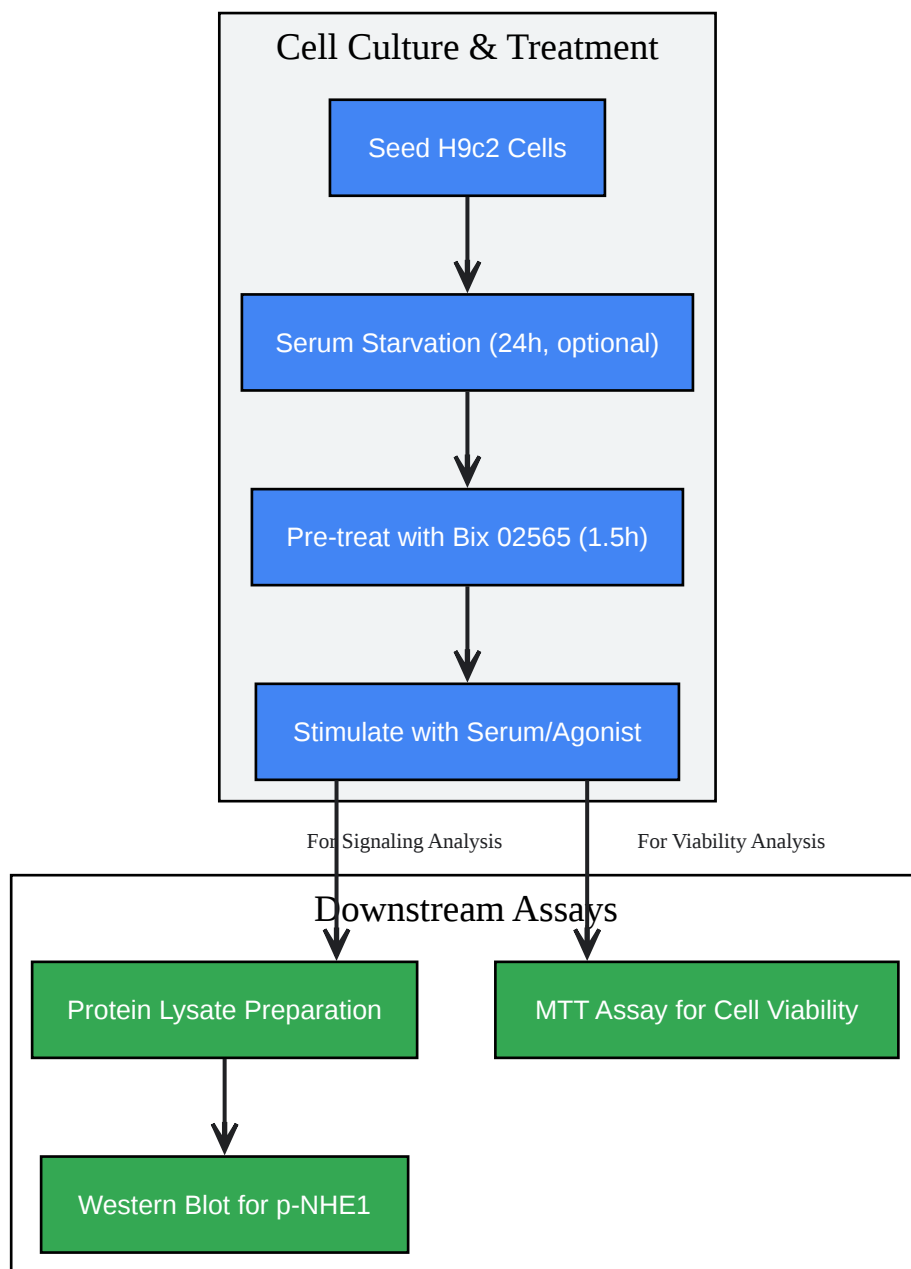 Cell Culture & Treatment
Seed H9c2 Cells
Serum Starvation (24h, optional)
Pre-treat with Bix 02565 (1.5h)
Stimulate with Serum/Agonist
For Signaling Analysis
For Viability Analysis
Downstream Assays
Protein Lysate Preparation
MTT Assay for Cell Viability
Western Blot for p-NHE1